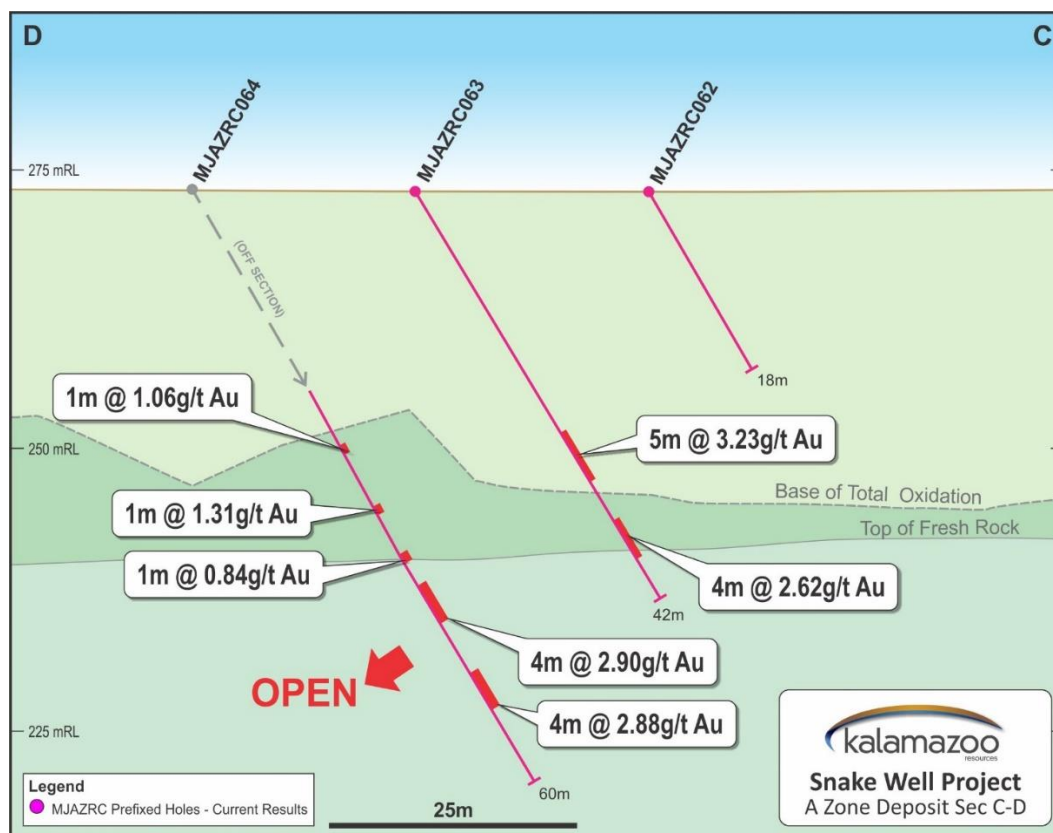 D
C
MJAZRC064
MJAZRC063
MJAZRC062
275 mRL
(OFF SECTION)
18m
1m @ 1.06g/t Au
5m @ 3.23g/t Au
250 mRL
Base of Total Oxidation
1m @ 1.31g/t Au
Top of Fresh Rock
1m @ 0.84g/t Au
4m @ 2.62g/t Au
42m
4m @ 2.90g/t Au
OPEN
4m @ 2.88g/t Au
225 mRL
kalamazoo
resources
Snake Well Project
A Zone Deposit Sec C-D
Legend
MJAZRC Prefixed Holes - Current Results
60m
25m